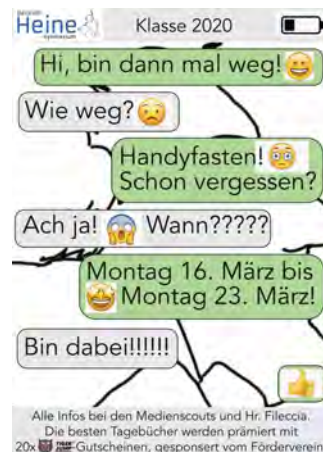 Heine
Klasse 2020
Hi, bin dann mal weg!
Wie weg?
Handyfasten!
Schon vergessen?
Ach ja! Wann?????
Montag 16. März bis
Montag 23. März!
Bin dabei!!!!!!
Alle Infos bei den Medienscouts und Hr. Fileccia.
Die besten Tagebücher werden prämiert mit
20x Gutscheinen, gesponsert vom Förderverein